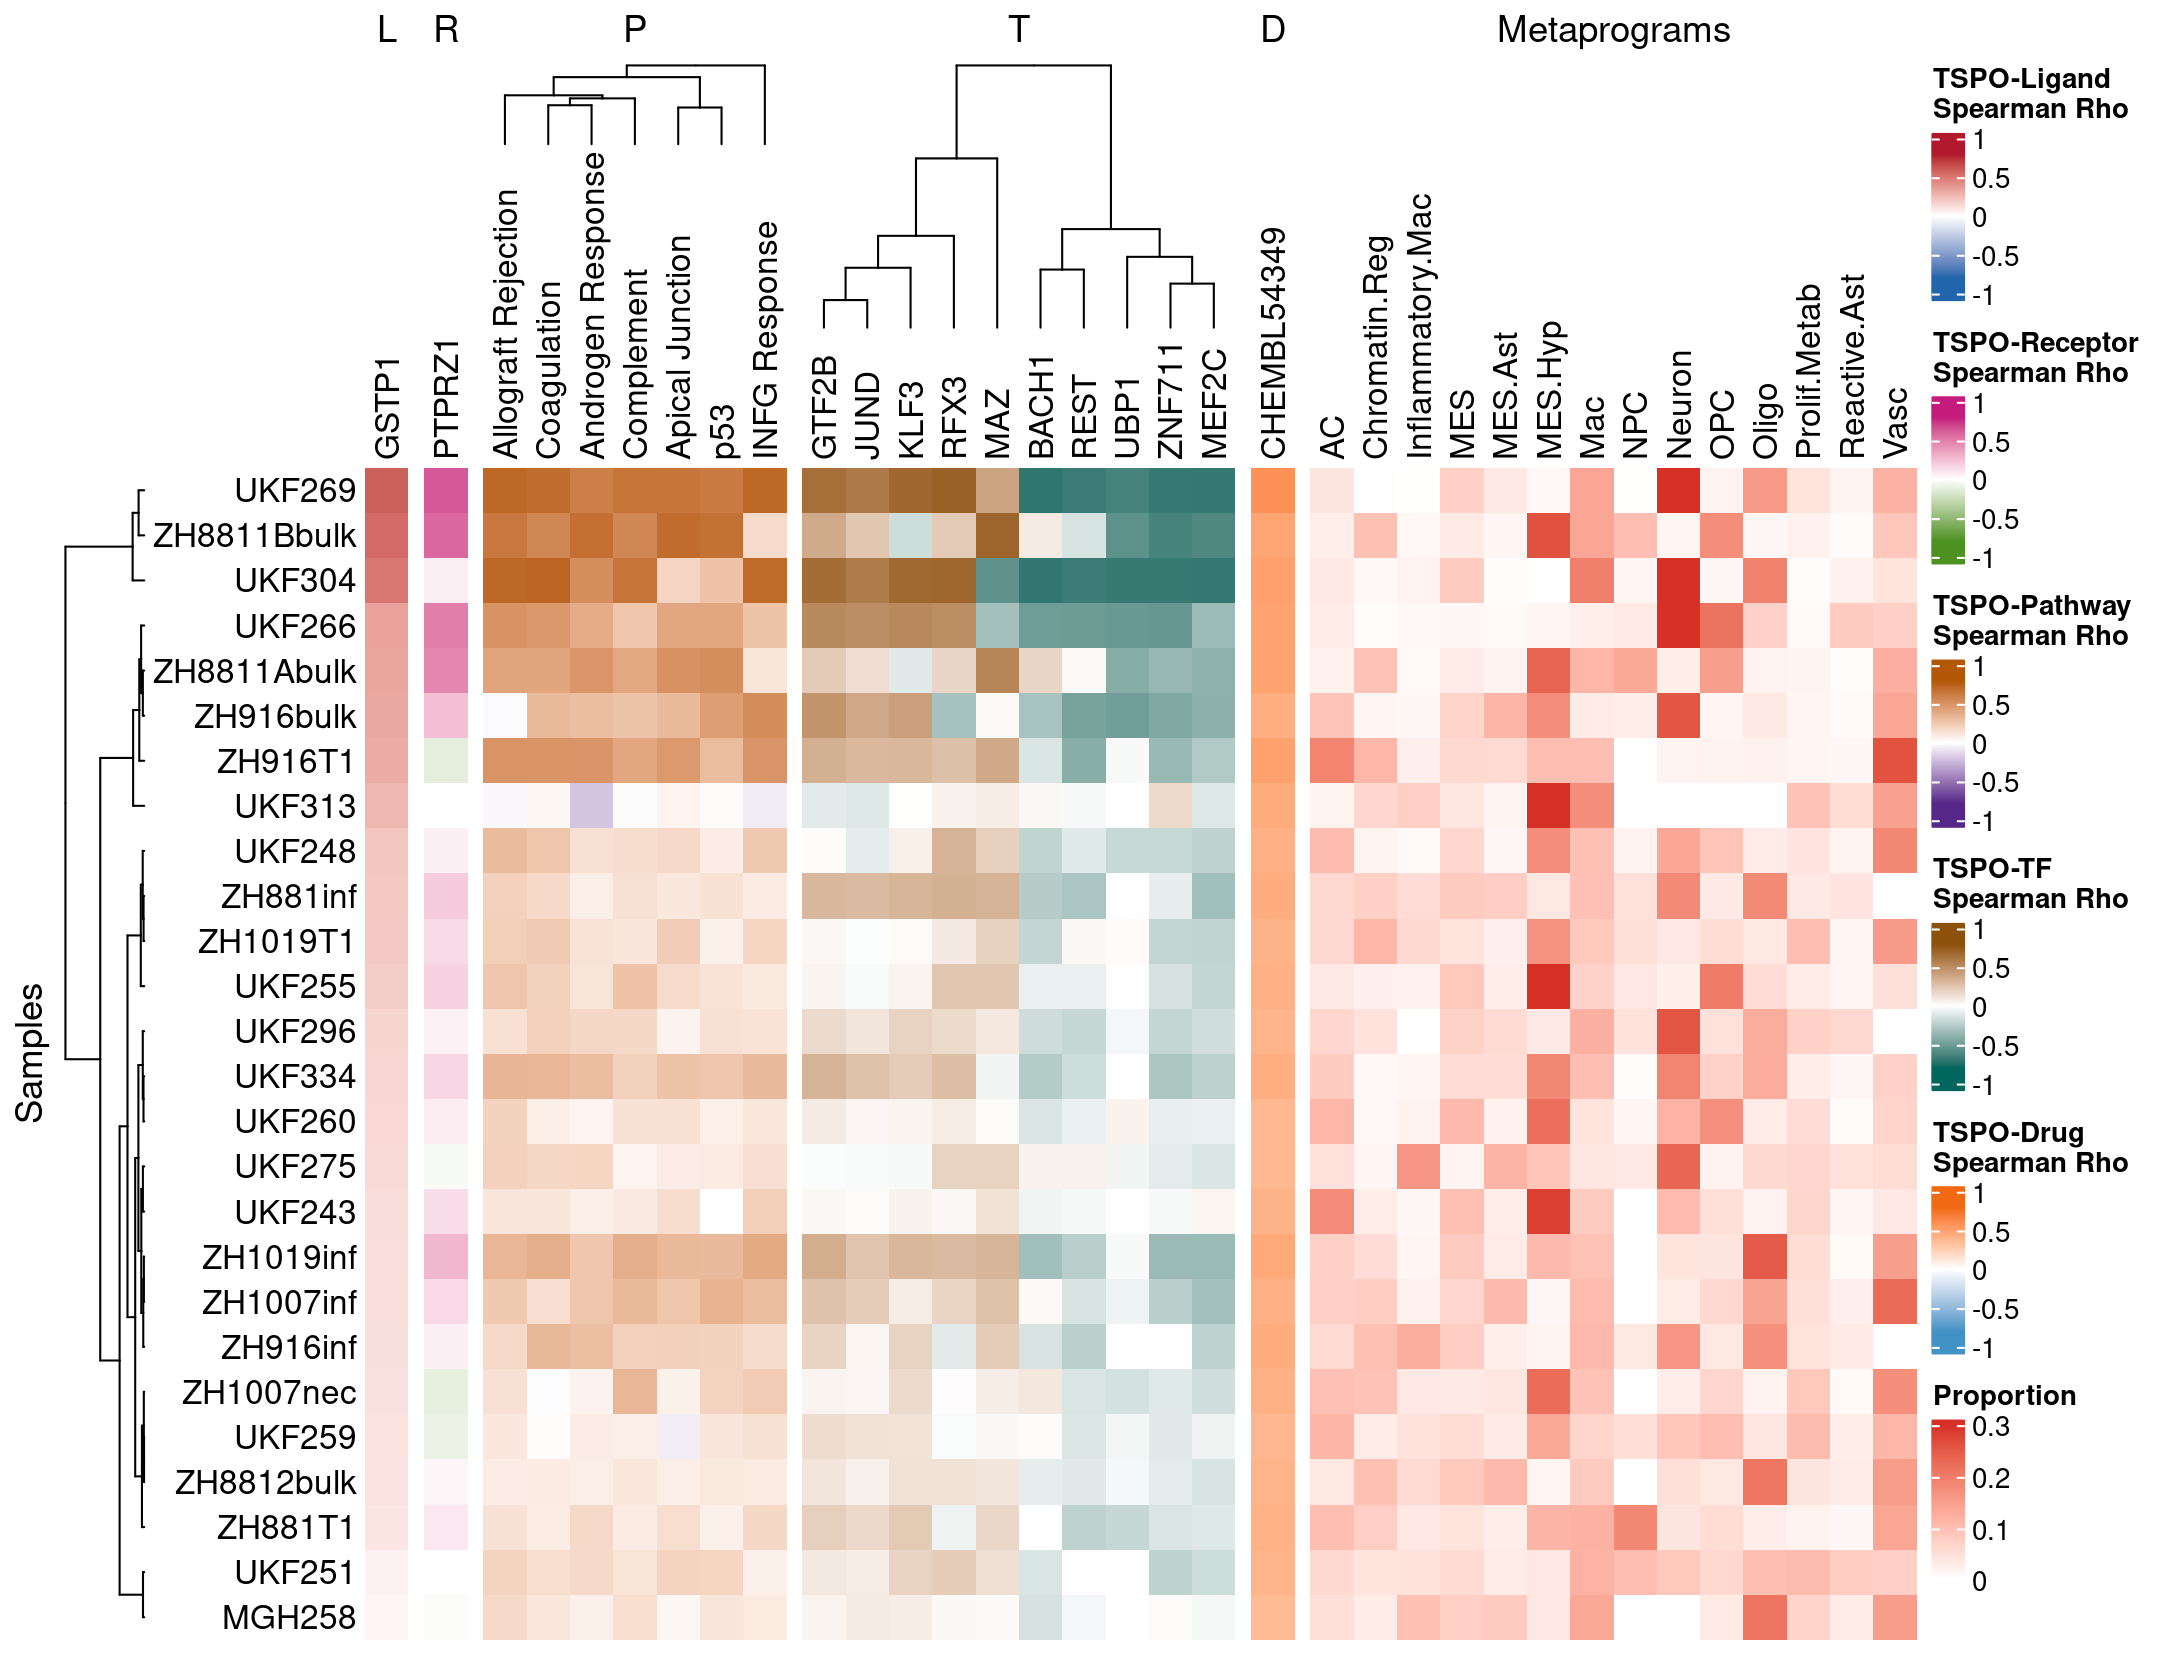 L R P T D Metaprograms
GSTP1
PTPRZ1
Allograft Rejection
Coagulation
Androgen Response
Complement
Apical Junction
p53
INFG Response
GTF2B
JUND
KLF3
RFX3
MAZ
BACH1
REST
UBP1
ZNF711
MEF2C
CHEMBL54349
AC
Chromatin.Reg
Inflammatory.Mac
MES
MES.Ast
MES.Hyp
Mac
NPC
Neuron
OPC
Oligo
Prolif.Metab
Reactive.Ast
Vasc
Samples
UKF269
ZH8811Bbulk
UKF304
UKF266
ZH8811Abulk
ZH916bulk
ZH916T1
UKF313
UKF248
ZH881inf
ZH1019T1
UKF255
UKF296
UKF334
UKF260
UKF275
UKF243
ZH1019inf
ZH1007inf
ZH916inf
ZH1007nec
UKF259
ZH8812bulk
ZH881T1
UKF251
MGH258
TSPO-Ligand
Spearman Rho
1
0.5
0
-0.5
-1
TSPO-Receptor
Spearman Rho
1
0.5
0
-0.5
-1
TSPO-Pathway
Spearman Rho
1
0.5
0
-0.5
-1
TSPO-TF
Spearman Rho
1
0.5
0
-0.5
-1
TSPO-Drug
Spearman Rho
1
0.5
0
-0.5
-1
Proportion
0.3
0.2
0.1
0